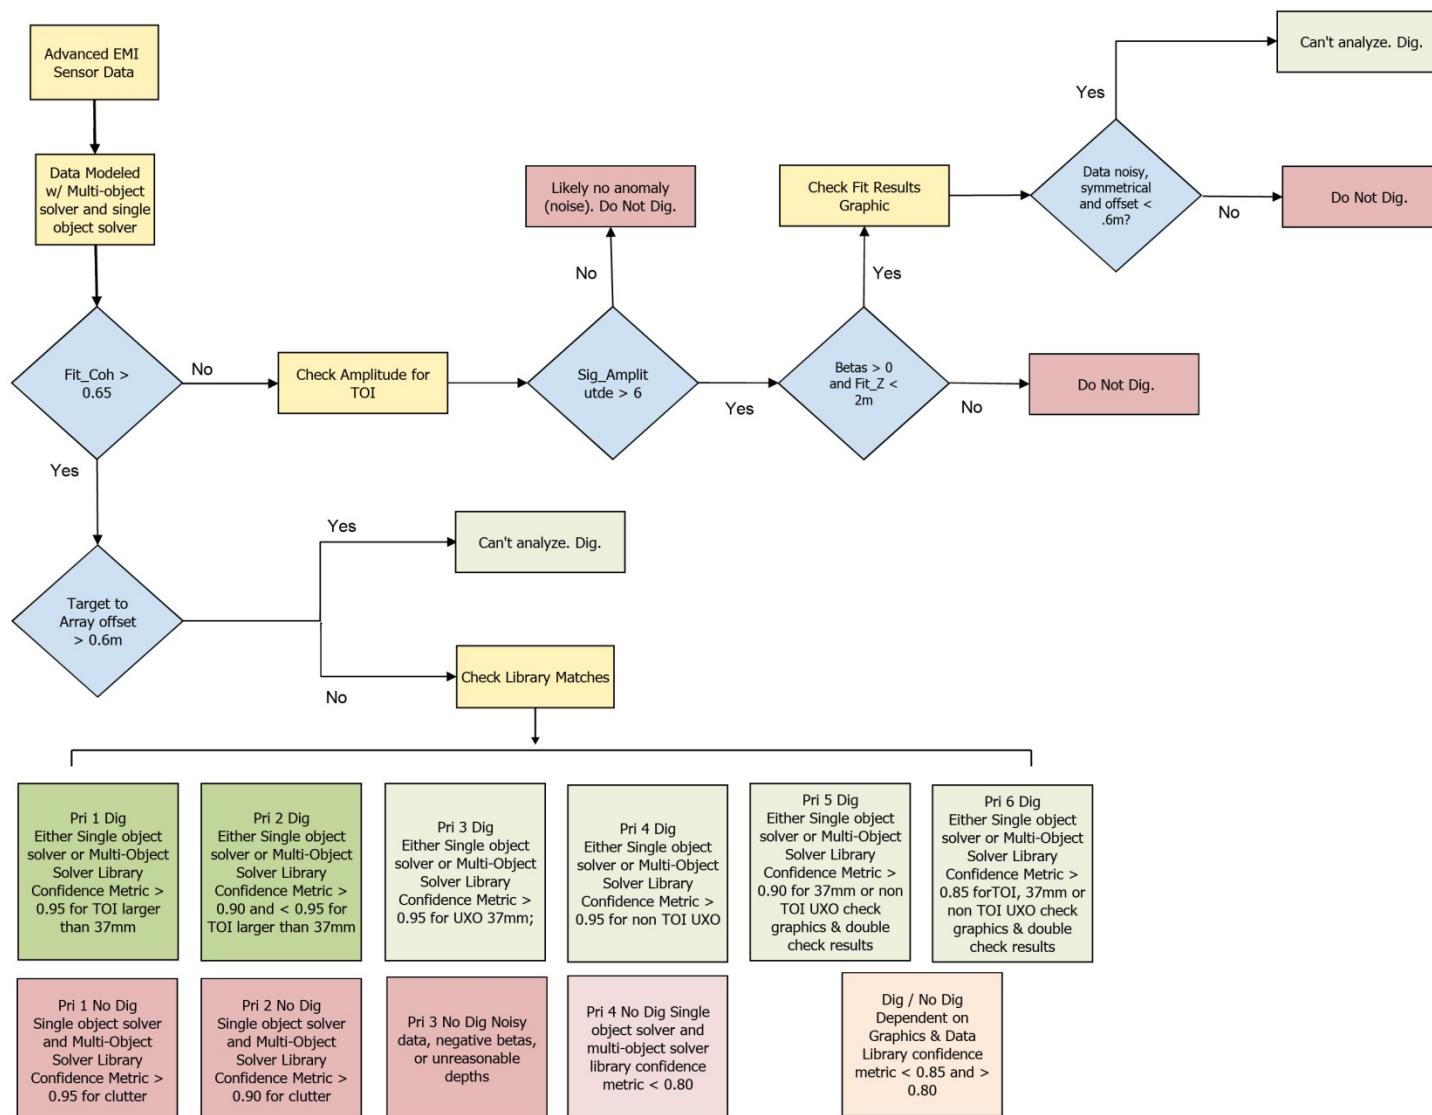 Advanced EMI
Sensor Data
Data Modeled
w/ Multi-object
solver and single
object solver
Fit_Coh >
0.65
No
Check Amplitude for
TOI
Sig_Amplit
utde > 6
No
Likely no anomaly
(noise). Do Not Dig.
Yes
Betas > 0
and Fit_Z <
2m
Yes
Check Fit Results
Graphic
No
Do Not Dig.
Data noisy,
symmetrical
and offset <
.6m?
Yes
Can't analyze. Dig.
No
Do Not Dig.
Yes
Target to
Array offset
> 0.6m
Yes
Can't analyze. Dig.
No
Check Library Matches
Pri 1 Dig
Either Single object
solver or Multi-Object
Solver Library
Confidence Metric >
0.95 for TOI larger
than 37mm
Pri 2 Dig
Either Single object
solver or Multi-Object
Solver Library
Confidence Metric >
0.90 and < 0.95 for
TOI larger than 37mm
Pri 3 Dig
Either Single object
solver or Multi-Object
Solver Library
Confidence Metric >
0.95 for UXO 37mm;
Pri 4 Dig
Either Single object
solver or Multi-Object
Solver Library
Confidence Metric >
0.95 for non TOI UXO
Pri 5 Dig
Either Single object
solver or Multi-Object
Solver Library
Confidence Metric >
0.90 for 37mm or non
TOI UXO check
graphics & double
check results
Pri 6 Dig
Either Single object
solver or Multi-Object
Solver Library
Confidence Metric >
0.85 forTOI, 37mm or
non TOI UXO check
graphics & double
check results
Pri 1 No Dig
Single object solver
and Multi-Object
Solver Library
Confidence Metric >
0.95 for clutter
Pri 2 No Dig
Single object solver
and Multi-Object
Solver Library
Confidence Metric >
0.90 for clutter
Pri 3 No Dig Noisy
data, negative betas,
or unreasonable
depths
Pri 4 No Dig Single
object solver and
multi-object solver
library confidence
metric < 0.80
Dig / No Dig
Dependent on
Graphics & Data
Library confidence
metric < 0.85 and >
0.80